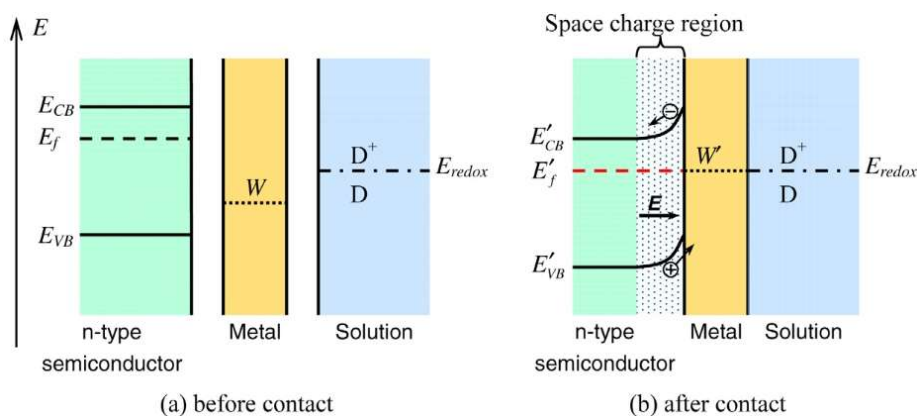 E
E_CB
E_f
E_VB
W
D⁺
D
E_redox
n-type
semiconductor
Metal
Solution
(a) before contact
Space charge region
E′_CB
E′_f
E′_VB
−
W′
E
+
D⁺
D
E_redox
n-type
semiconductor
Metal
Solution
(b) after contact